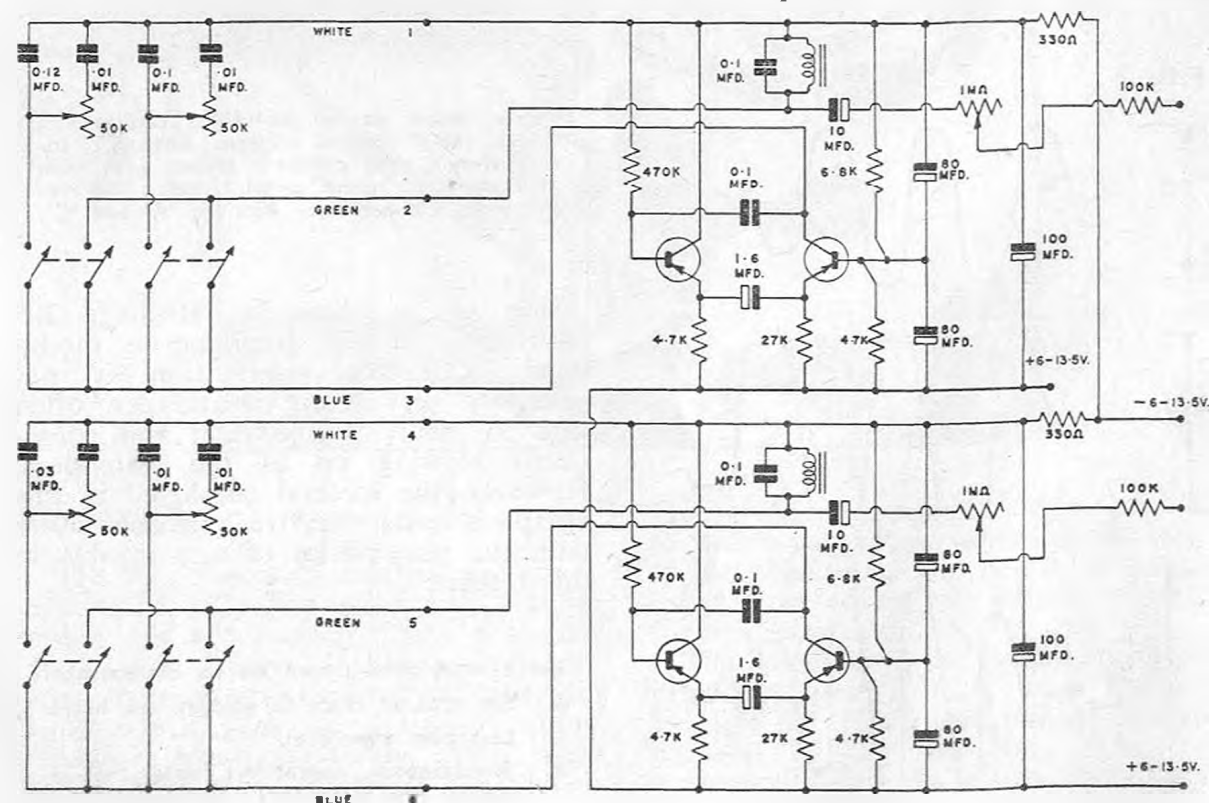 WHITE 1
330Ω
0·12 MFD.
·01 MFD.
0·1 MFD.
·01 MFD.
50K
50K
0·1 MFD.
10 MFD.
1MΩ
100K
470K
0·1 MFD.
6·8K
80 MFD.
GREEN 2
1·6 MFD.
100 MFD.
4·7K
27K
4·7K
80 MFD.
+6-13·5V.
BLUE 3
-6-13·5V.
WHITE 4
330Ω
·03 MFD.
·01 MFD.
·01 MFD.
50K
50K
0·1 MFD.
10 MFD.
1MΩ
100K
470K
0·1 MFD.
6·8K
80 MFD.
GREEN 5
1·6 MFD.
100 MFD.
4·7K
27K
4·7K
80 MFD.
+6-13·5V.
BLUE